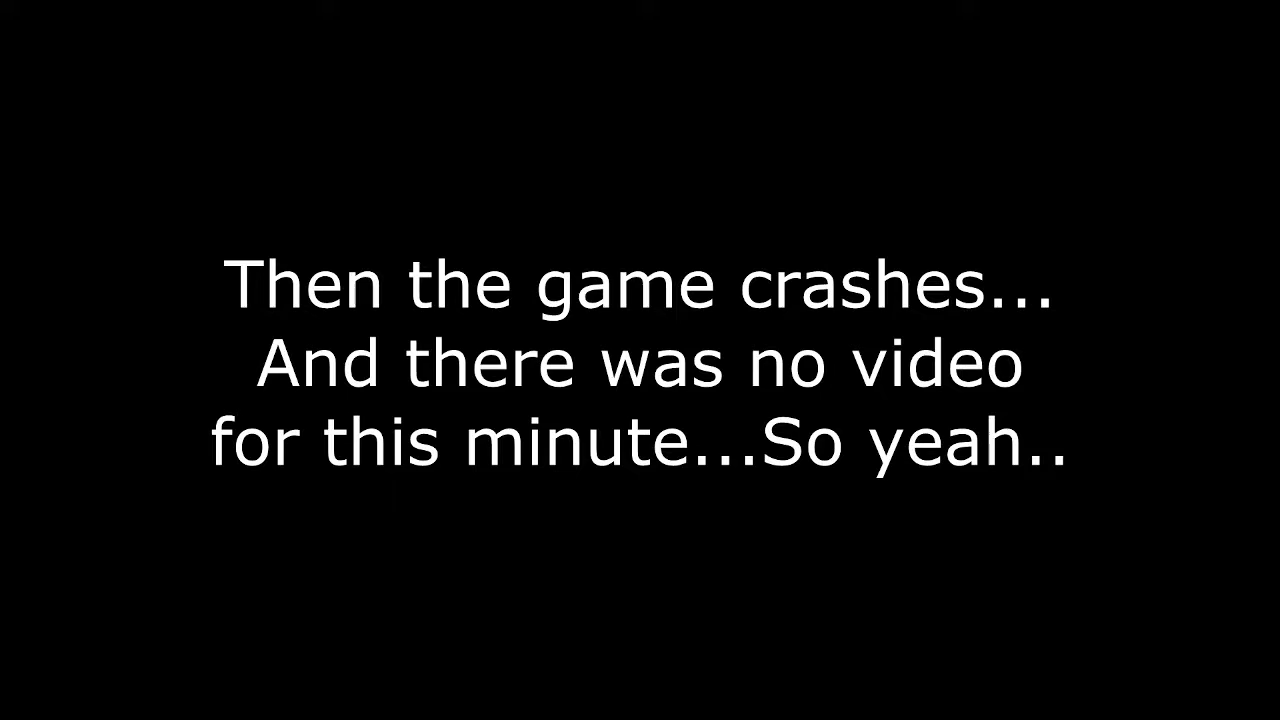 Then the game crashes...
And there was no video
for this minute...So yeah..